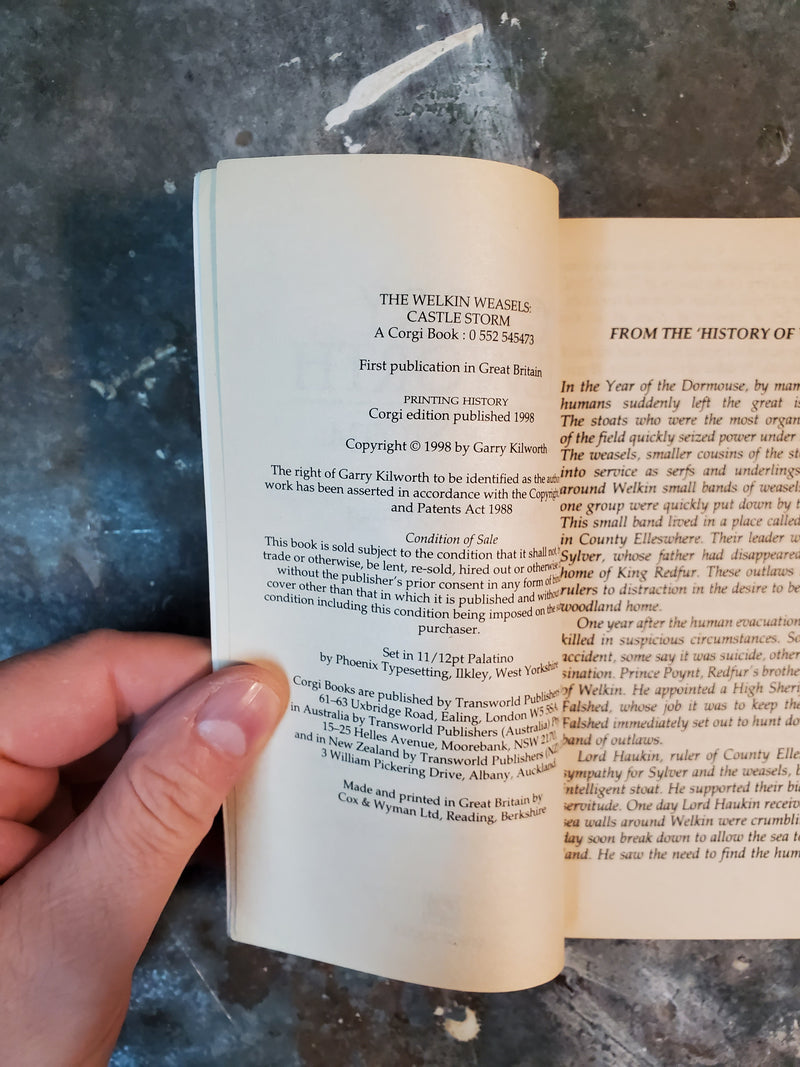 THE WELKIN WEASELS:
CASTLE STORM
A Corgi Book : 0 552 545473
First publication in Great Britain
PRINTING HISTORY
Corgi edition published 1998
Copyright © 1998 by Garry Kilworth
The right of Garry Kilworth to be identified as the
work has been asserted in accordance with the
and Patents Act 1988
Condition of Sale
This book is sold subject to the condition that it shall
trade or otherwise, be lent, re-sold, hired out or
without the publisher's prior consent in any form of
cover other than that in which it is published and
condition including this condition being imposed on the
purchaser.
Set in 11/12pt Palatino
by Phoenix Typesetting, Ilkley, West Yorkshire
Corgi Books are published by Transworld
61–63 Uxbridge Road, Ealing, London W5 5SA
in Australia by Transworld Publishers (Australia)
15–25 Helles Avenue, Moorebank, NSW
and in New Zealand by Transworld Publishers
3 William Pickering Drive, Albany, Auckland
Made and printed in Great Britain by
Cox & Wyman Ltd, Reading, Berkshire
FROM THE 'HISTORY OF
In the Year of the Dormouse, by
humans suddenly left the great
The stoats who were the most
of the field quickly seized power under
The weasels, smaller cousins of the
into service as serfs and underlings
around Welkin small bands of
one group were quickly put down by
This small band lived in a place called
in County Elleswhere. Their leader
Sylver, whose father had disappeared
home of King Redfur. These outlaws
rulers to distraction in the desire to be
woodland home.
One year after the human evacuation
killed in suspicious circumstances.
accident, some say it was suicide,
Prince Poynt, Redfur's
of Welkin. He appointed a High
Falshed, whose job it was to keep
Falshed immediately set out to hunt
band of outlaws.
Lord Haukin, ruler of County
sympathy for Sylver and the weasels,
intelligent stoat. He supported their
servitude. One day Lord Haukin
sea walls around Welkin were
day soon break down to allow the sea
He saw the need to find the